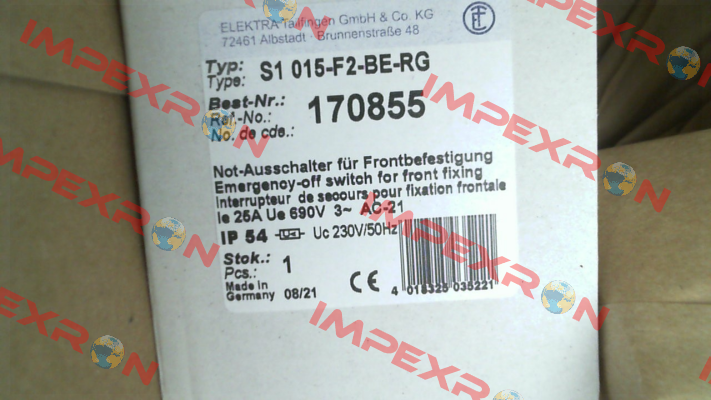 ELEKTRA Tailfingen GmbH & Co. KG
72461 Albstadt · Brunnenstraße 48
Typ: S1 015-F2-BE-RG
Type:
Best-Nr.: 170855
Ref.-No.:
No. de cde.:
Not-Ausschalter für Frontbefestigung
Emergency-off switch for front fixing
Interrupteur de secours pour fixation frontale
Ie 25A Ue 690V 3~ AC-21
IP 54 Uc 230V/50Hz
Stck.: 1
Pcs.:
Made in
Germany 08/21
CE
4 015325 035221
IMPEXRON
IMPEXRON
IMPEXRON
IMPEXRON
IMPEXRON
IMPEXRON